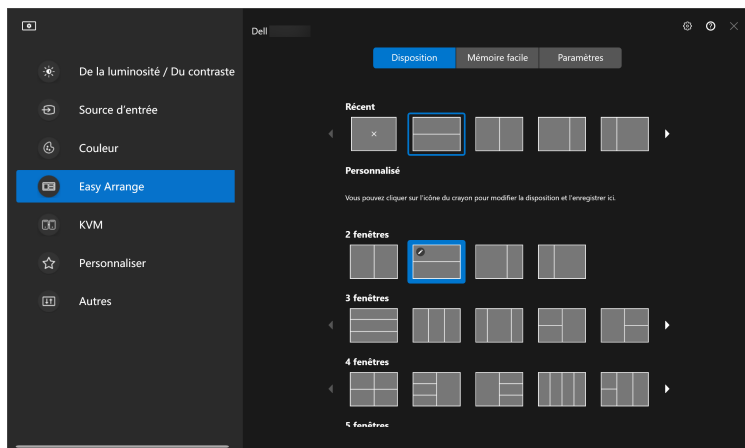 Dell
De la luminosité / Du contraste
Source d'entrée
Couleur
Easy Arrange
KVM
Personnaliser
Autres
Disposition
Mémoire facile
Paramètres
Récent
Personnalisé
Vous pouvez cliquer sur l'icône du crayon pour modifier la disposition et l'enregistrer ici.
2 fenêtres
3 fenêtres
4 fenêtres
5 fenêtres